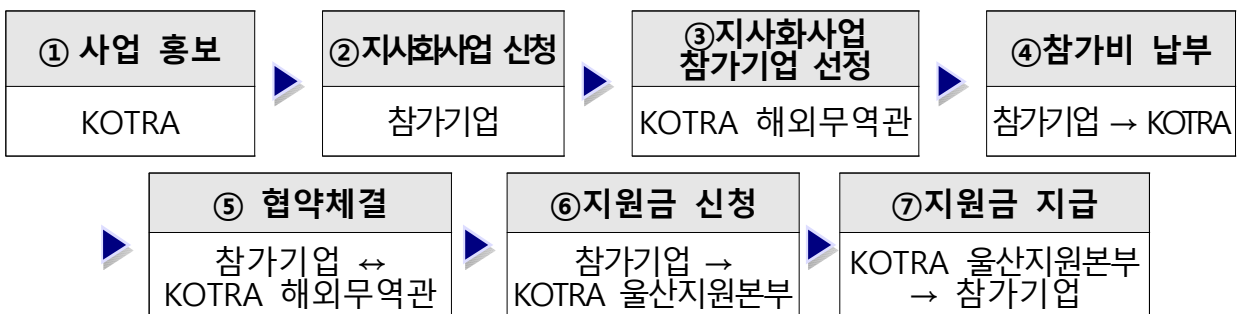 ① 사업 홍보
KOTRA
②지사화사업 신청
참가기업
③지사화사업
참가기업 선정
KOTRA 해외무역관
④참가비 납부
참가기업 → KOTRA
⑤ 협약체결
참가기업 ↔
KOTRA 해외무역관
⑥지원금 신청
참가기업 →
KOTRA 울산지원본부
⑦지원금 지급
KOTRA 울산지원본부
→ 참가기업